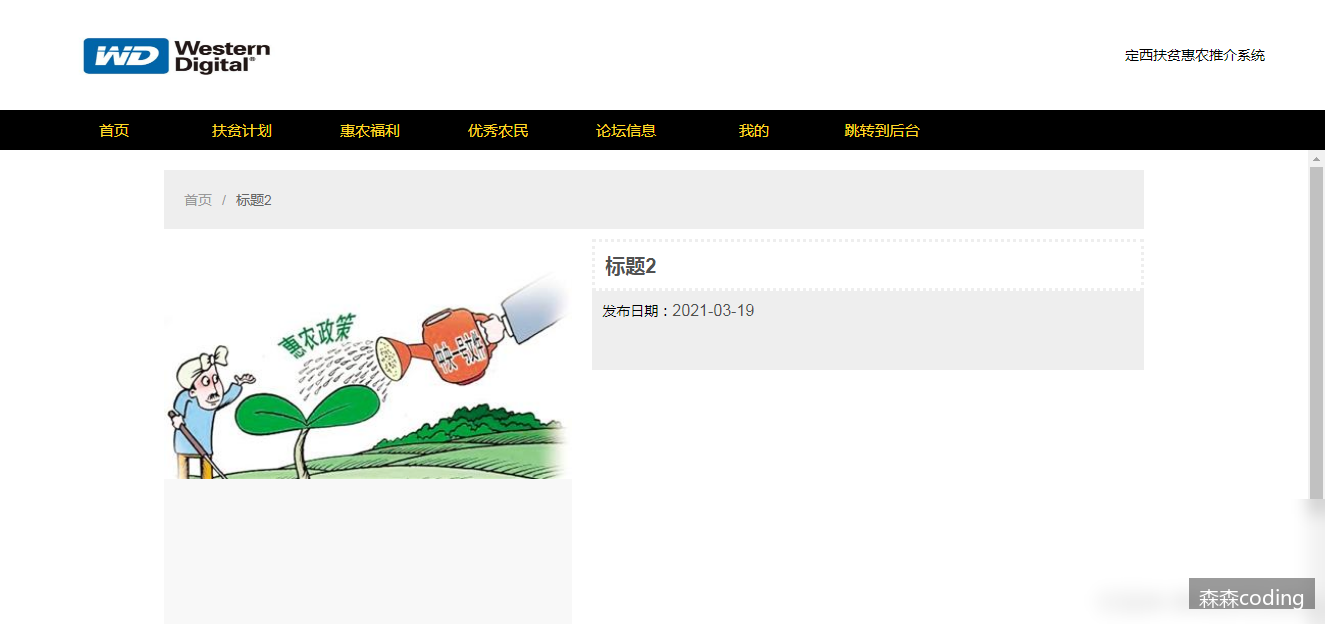 WD Western
Digital®
定西扶贫惠农推介系统
首页 扶贫计划 惠农福利 优秀农民 论坛信息 我的 跳转到后台
首页 / 标题2
标题2
发布日期：2021-03-19
惠农政策
中央一号文件
森森coding